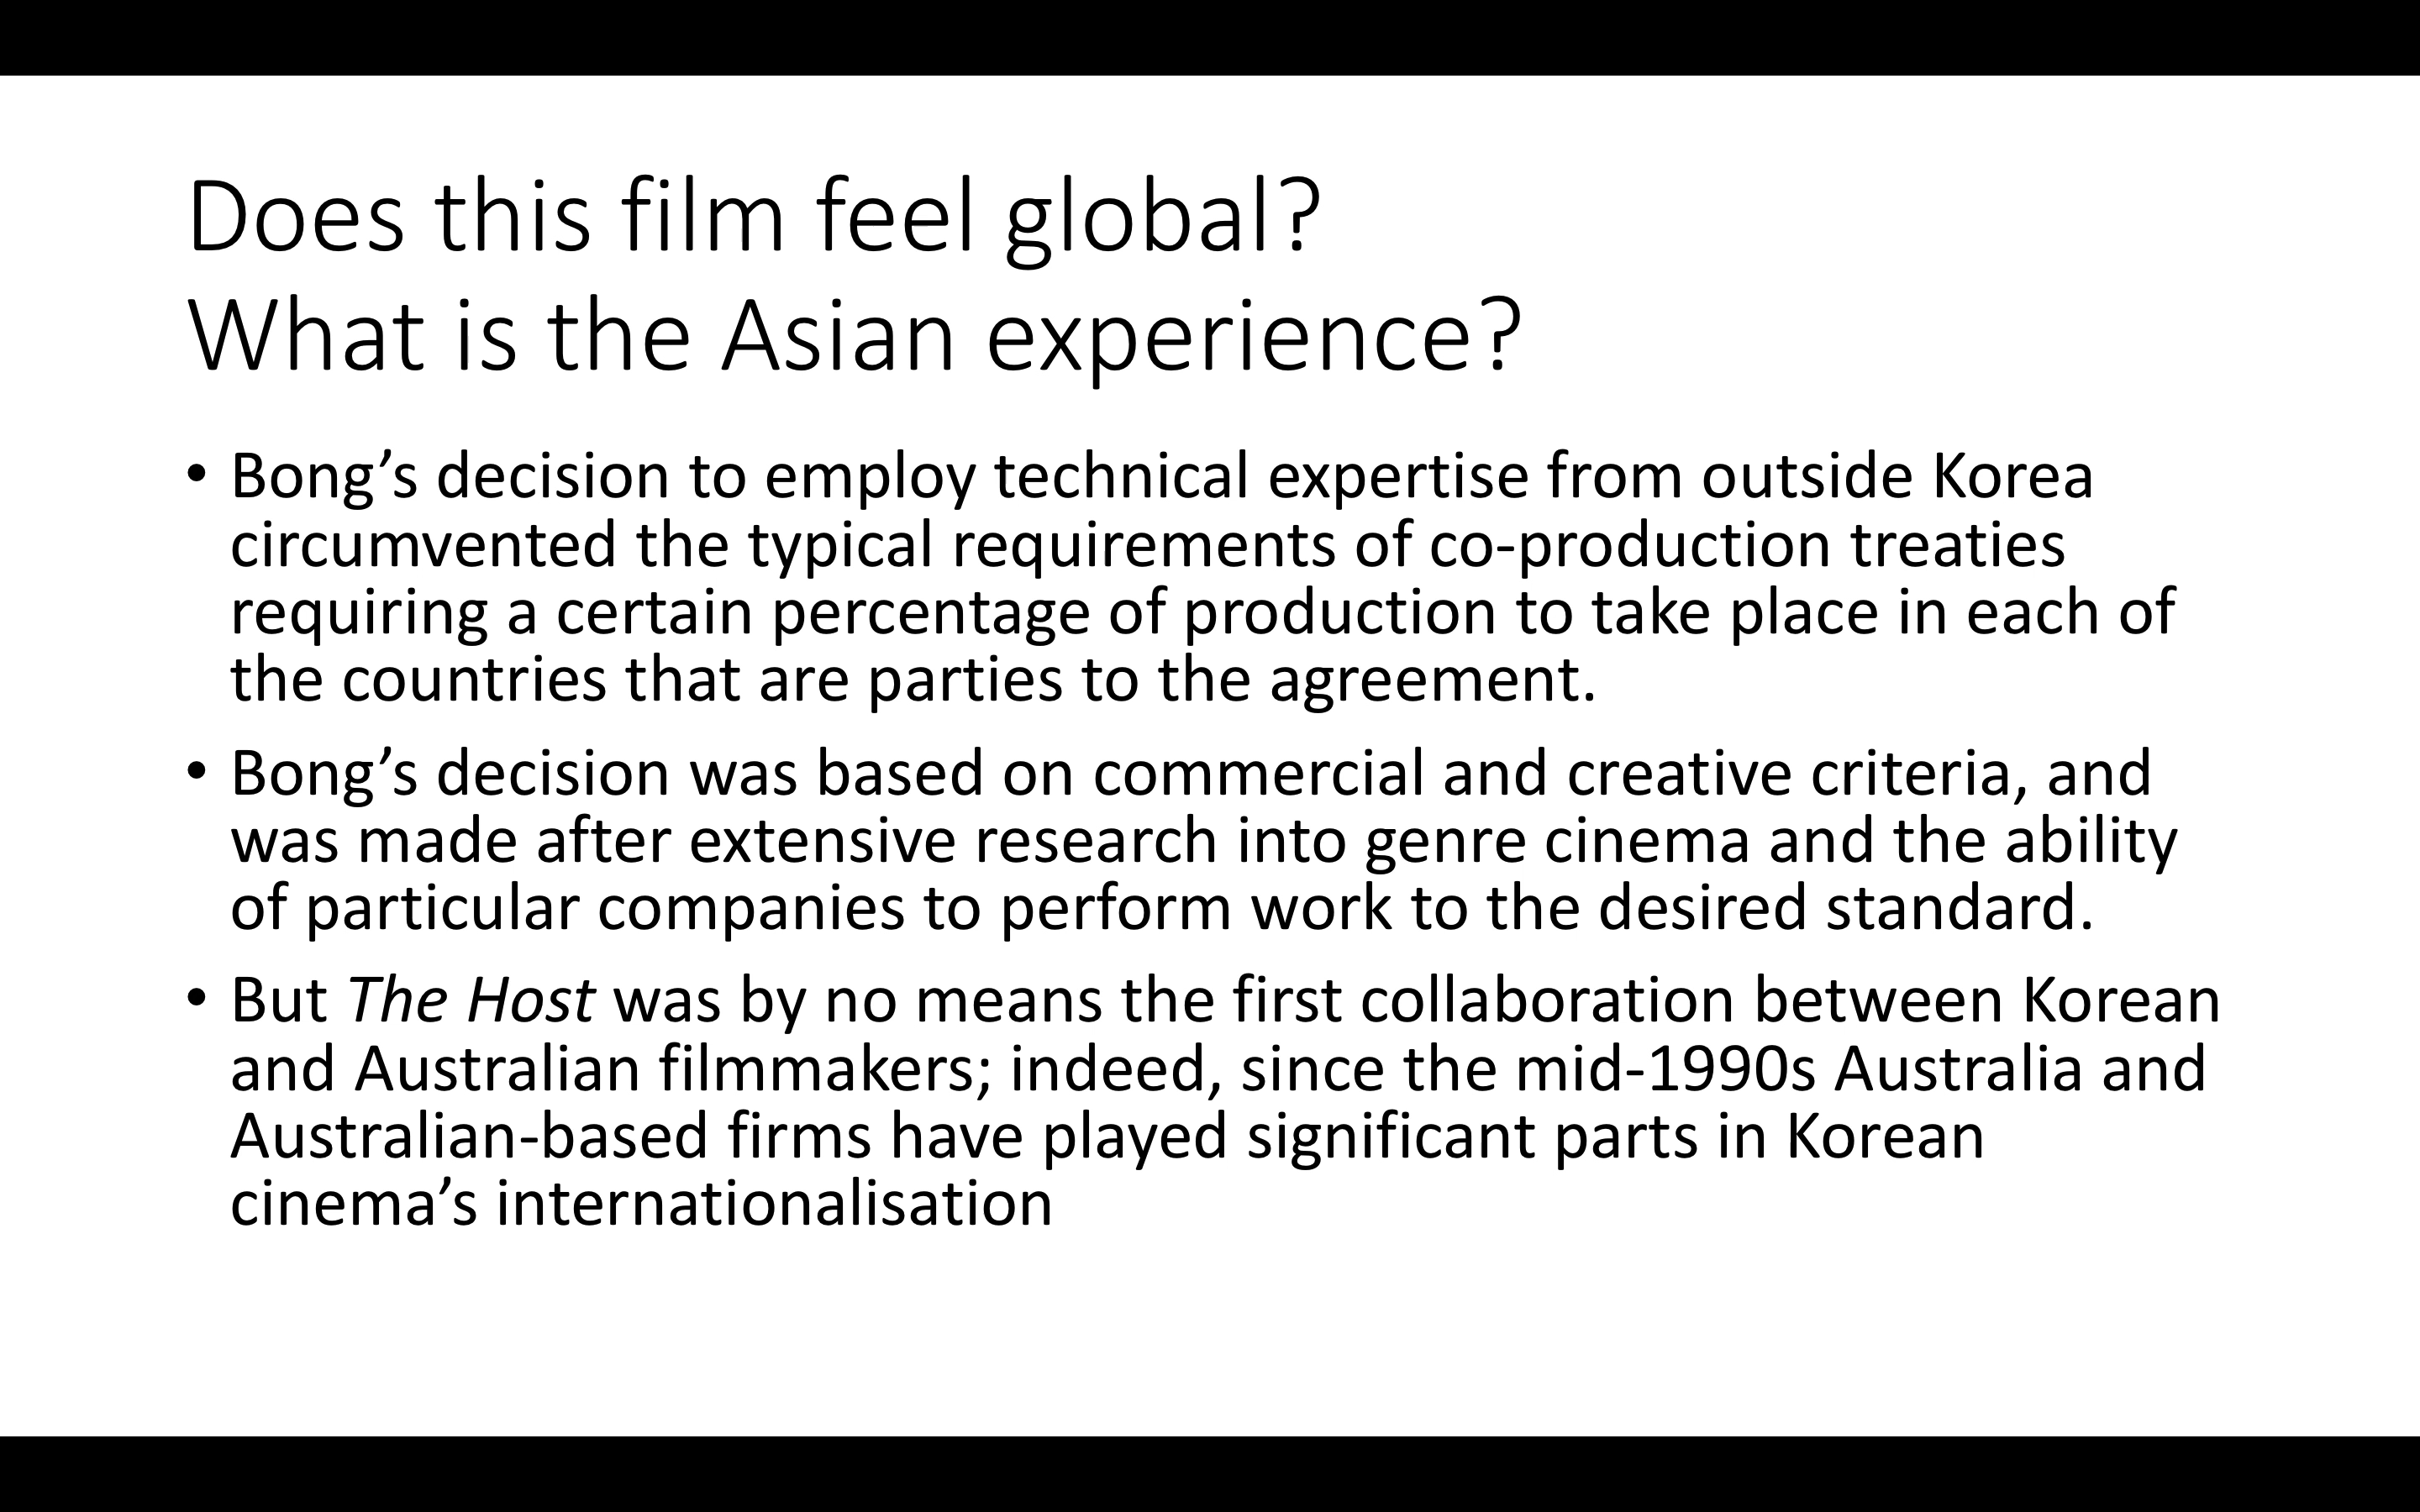 Does this film feel global?
What is the Asian experience?
• Bong’s decision to employ technical expertise from outside Korea
circumvented the typical requirements of co-production treaties
requiring a certain percentage of production to take place in each of
the countries that are parties to the agreement.
• Bong’s decision was based on commercial and creative criteria, and
was made after extensive research into genre cinema and the ability
of particular companies to perform work to the desired standard.
• But The Host was by no means the first collaboration between Korean
and Australian filmmakers; indeed, since the mid-1990s Australia and
Australian-based firms have played significant parts in Korean
cinema’s internationalisation